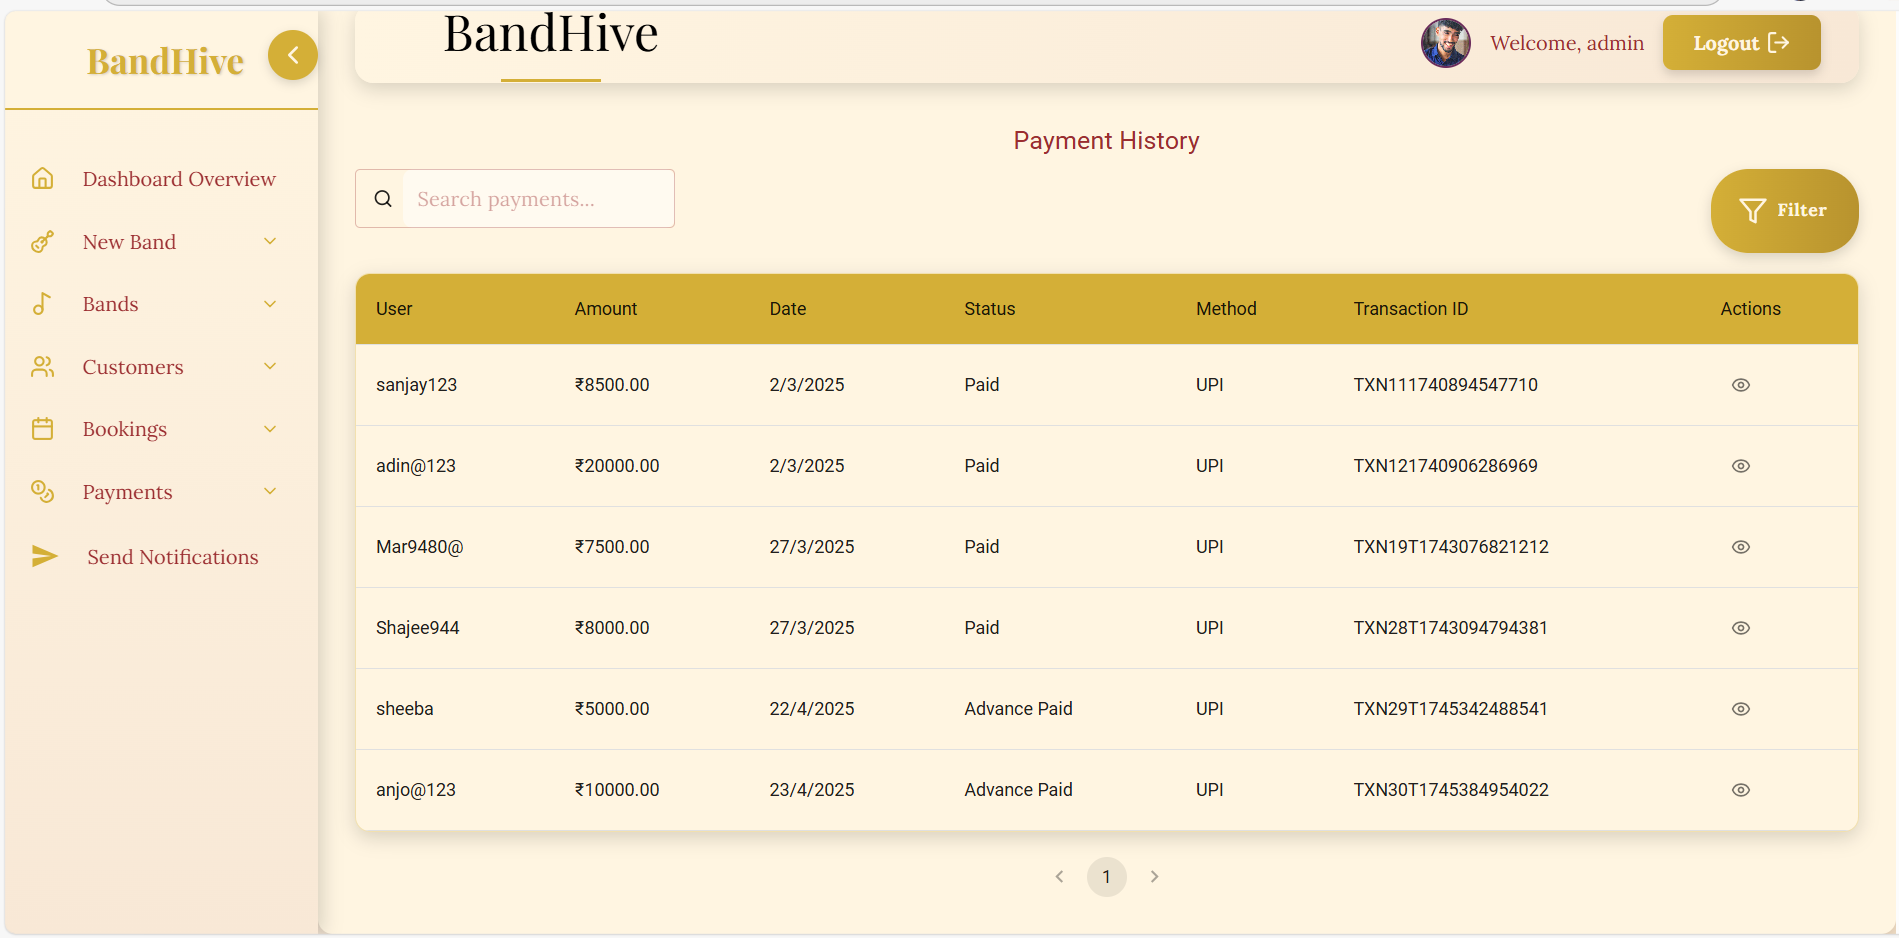 BandHive
Dashboard Overview
New Band
Bands
Customers
Bookings
Payments
Send Notifications
BandHive
Welcome, admin
Logout
Payment History
Search payments...
Filter
User Amount Date Status Method Transaction ID Actions
sanjay123 ₹8500.00 2/3/2025 Paid UPI TXN111740894547710
adin@123 ₹20000.00 2/3/2025 Paid UPI TXN121740906286969
Mar9480@ ₹7500.00 27/3/2025 Paid UPI TXN19T1743076821212
Shajee944 ₹8000.00 27/3/2025 Paid UPI TXN28T1743094794381
sheeba ₹5000.00 22/4/2025 Advance Paid UPI TXN29T1745342488541
anjo@123 ₹10000.00 23/4/2025 Advance Paid UPI TXN30T1745384954022
1